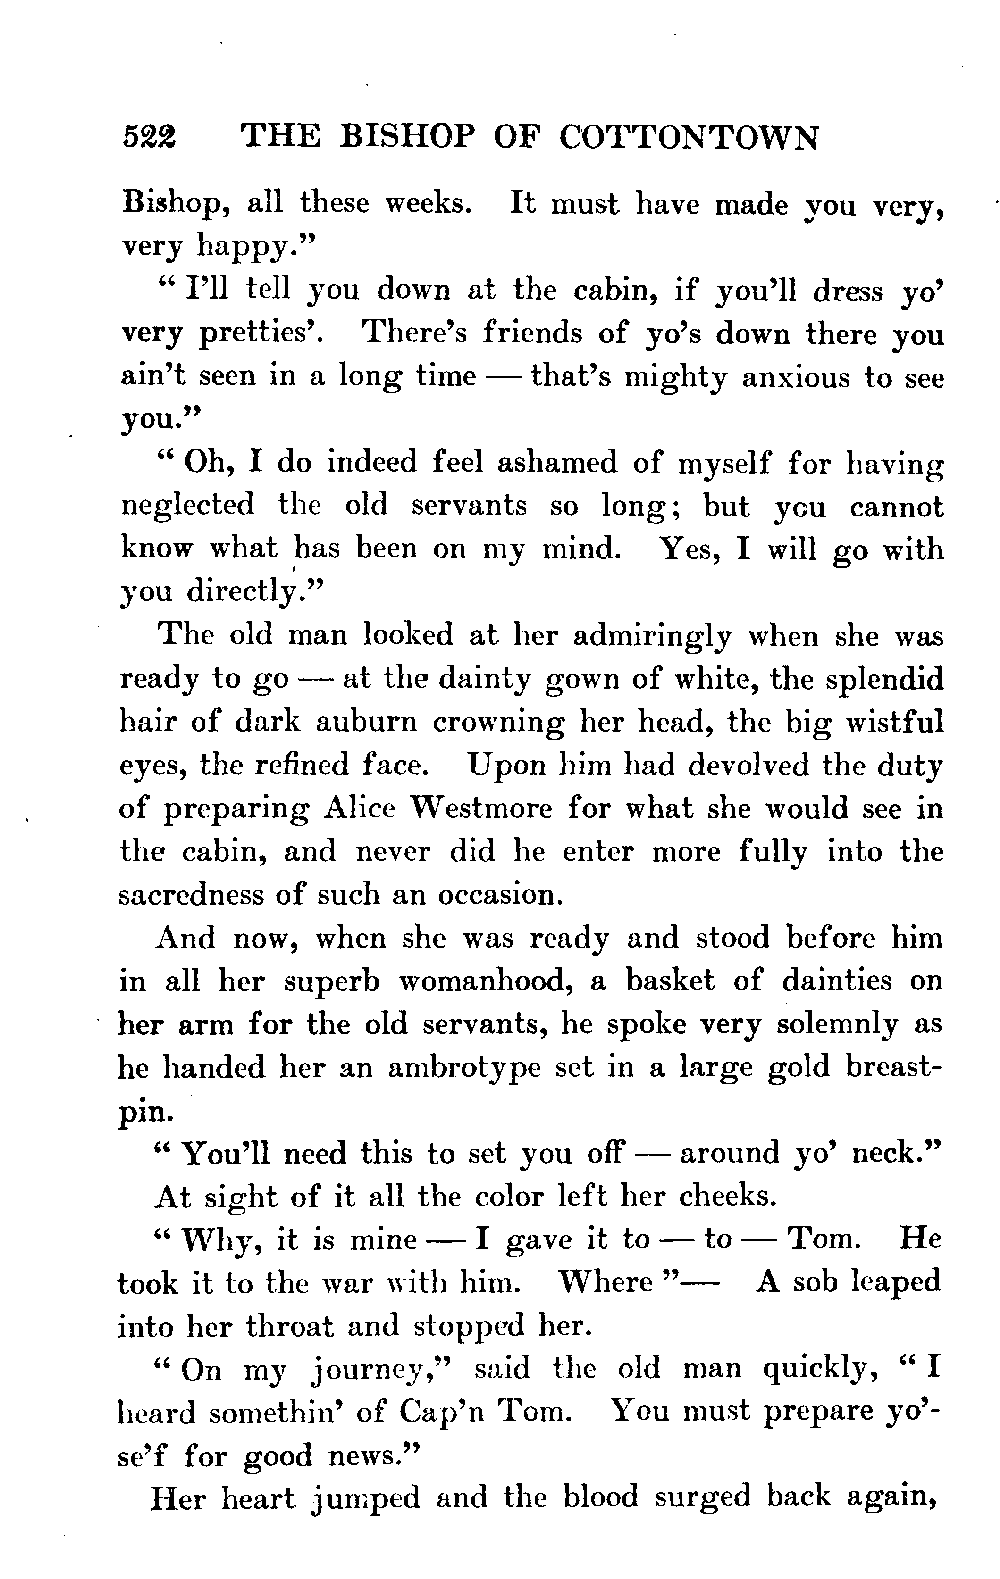 522 THE BISHOP OF COTTONTOWN
Bishop, all these weeks. It must have made you very,
very happy.”
“ I’ll tell you down at the cabin, if you’ll dress yo’
very pretties’. There’s friends of yo’s down there you
ain’t seen in a long time — that’s mighty anxious to see
you.”
“ Oh, I do indeed feel ashamed of myself for having
neglected the old servants so long; but you cannot
know what has been on my mind. Yes, I will go with
you directly.”
The old man looked at her admiringly when she was
ready to go — at the dainty gown of white, the splendid
hair of dark auburn crowning her head, the big wistful
eyes, the refined face. Upon him had devolved the duty
of preparing Alice Westmore for what she would see in
the cabin, and never did he enter more fully into the
sacredness of such an occasion.
And now, when she was ready and stood before him
in all her superb womanhood, a basket of dainties on
her arm for the old servants, he spoke very solemnly as
he handed her an ambrotype set in a large gold breast-
pin.
“ You’ll need this to set you off — around yo’ neck.”
At sight of it all the color left her cheeks.
“ Why, it is mine — I gave it to — to — Tom. He
took it to the war with him. Where ”— A sob leaped
into her throat and stopped her.
“ On my journey,” said the old man quickly, “ I
heard somethin’ of Cap’n Tom. You must prepare yo’-
se’f for good news.”
Her heart jumped and the blood surged back again,